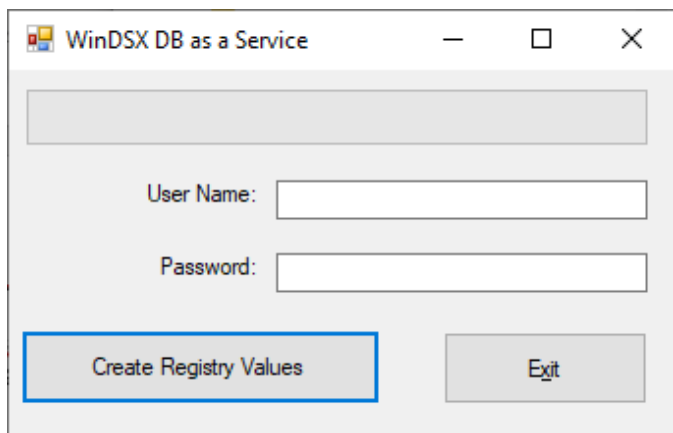 WinDSX DB as a Service
User Name:
Password:
Create Registry Values
Exit